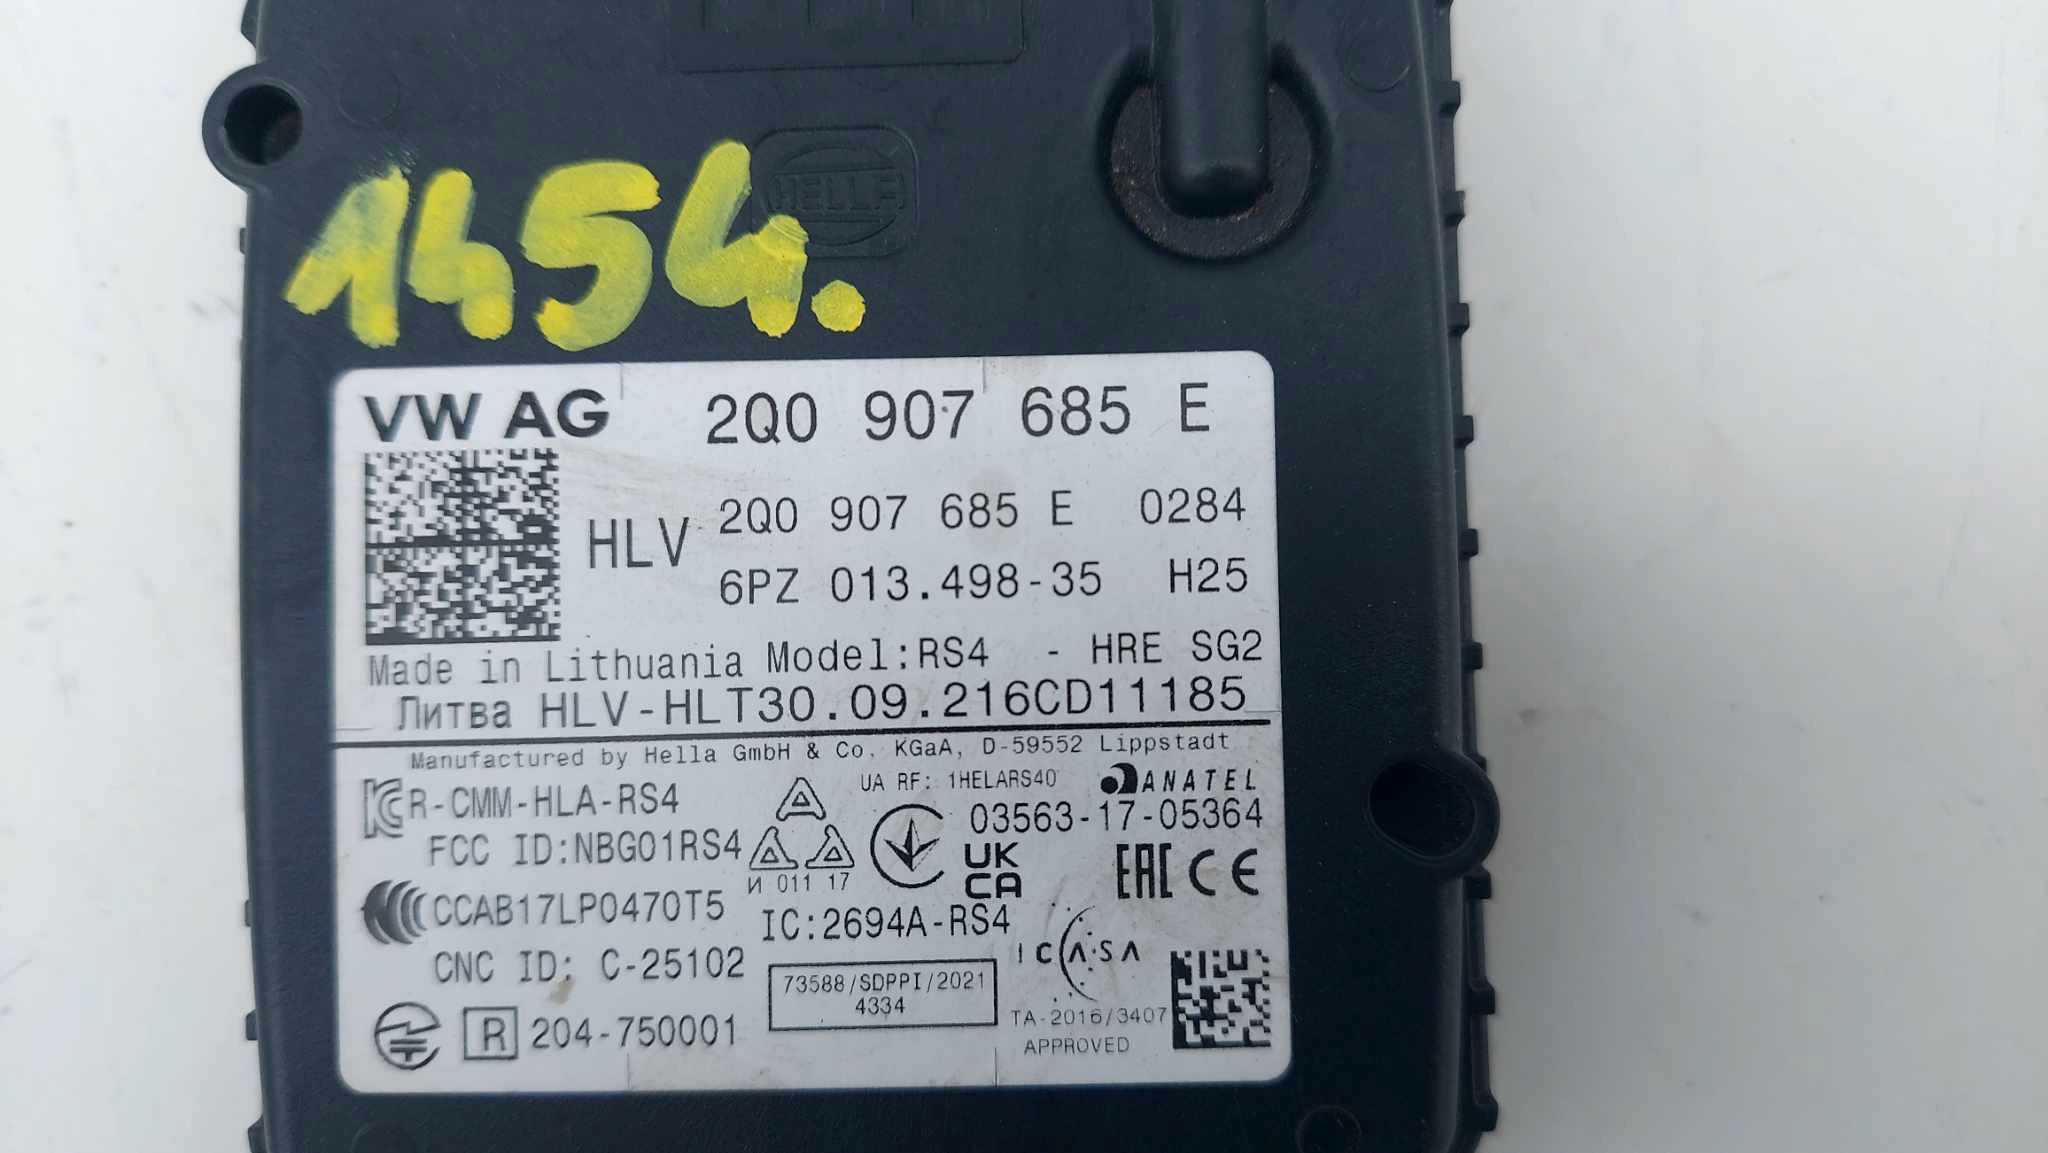 HELLA
1454.
VW AG 2Q0 907 685 E
HLV 2Q0 907 685 E 0284
6PZ 013.498-35 H25
Made in Lithuania Model:RS4 - HRE SG2
Литва HLV-HLT30.09.216CD11185
Manufactured by Hella GmbH & Co. KGaA, D-59552 Lippstadt
R-CMM-HLA-RS4 UA RF: 1HELARS40 ANATEL
03563-17-05364
FCC ID:NBG01RS4
И 011 17
UK
CA
EAC CE
CCAB17LP0470T5 IC:2694A-RS4
ICASA
CNC ID: C-25102
73588/SDPPI/2021
4334
TA-2016/3407
APPROVED
R 204-750001